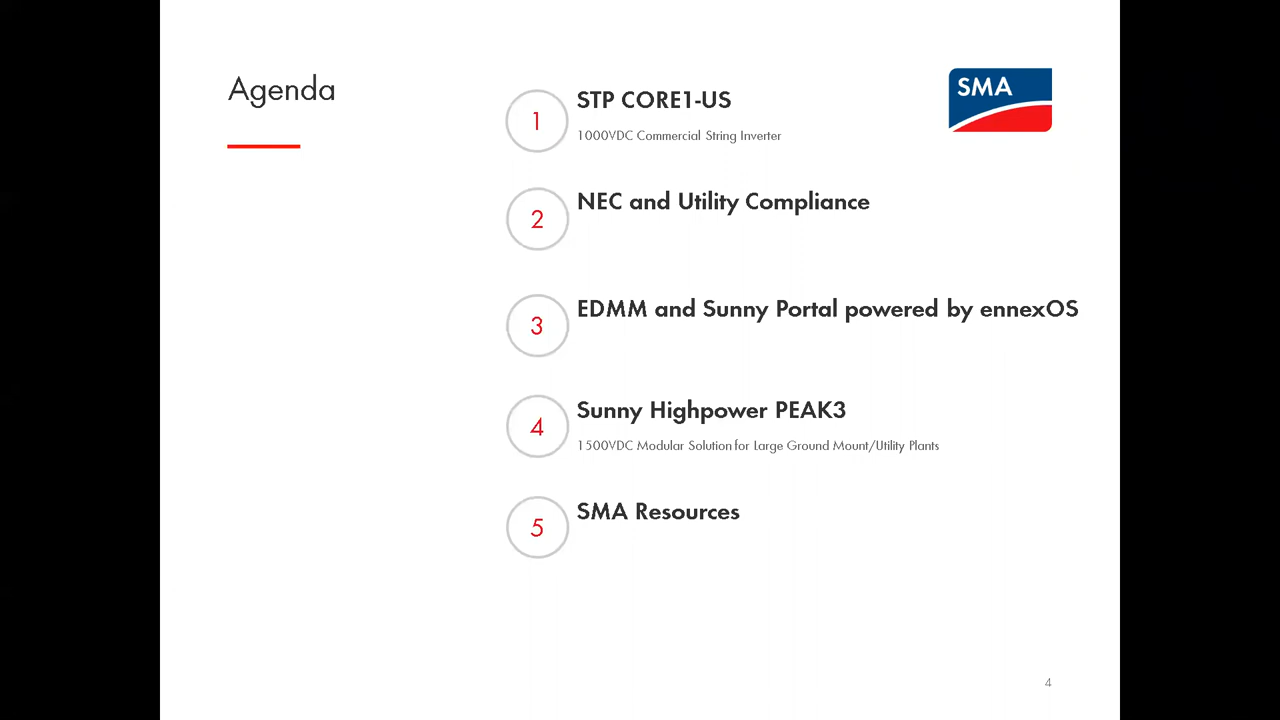 Agenda
SMA
1
STP CORE1-US
1000VDC Commercial String Inverter
2
NEC and Utility Compliance
3
EDMM and Sunny Portal powered by ennexOS
4
Sunny Highpower PEAK3
1500VDC Modular Solution for Large Ground Mount/Utility Plants
5
SMA Resources
4